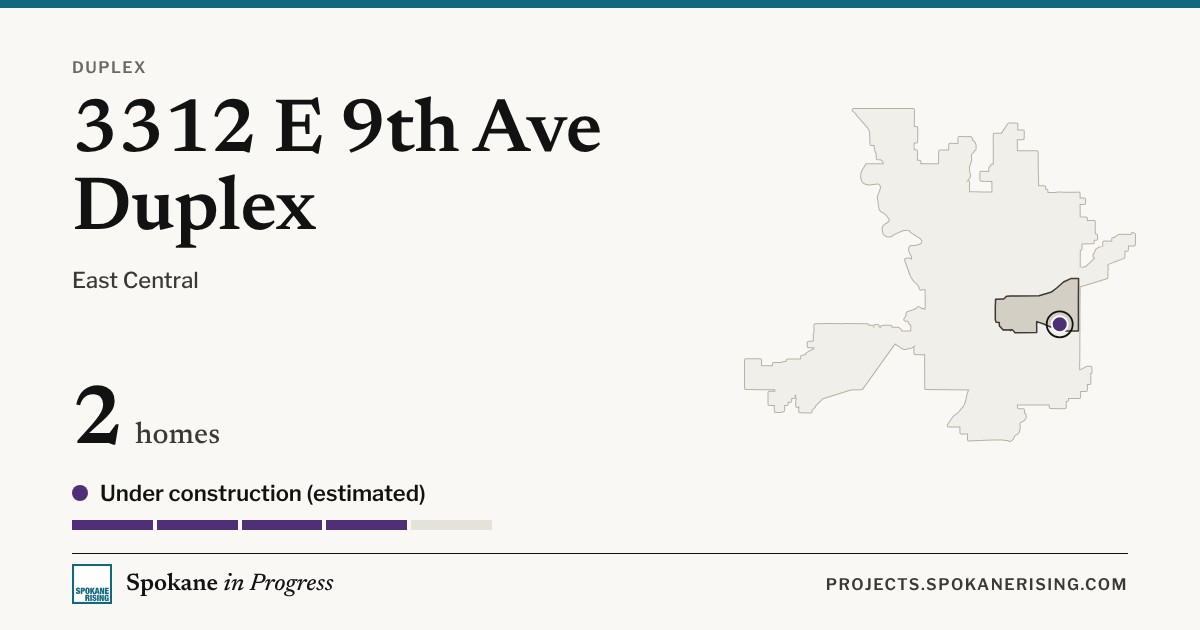 DUPLEX
3312 E 9th Ave
Duplex
East Central
2 homes
Under construction (estimated)
SPOKANE
RISING
Spokane in Progress
PROJECTS.SPOKANERISING.COM